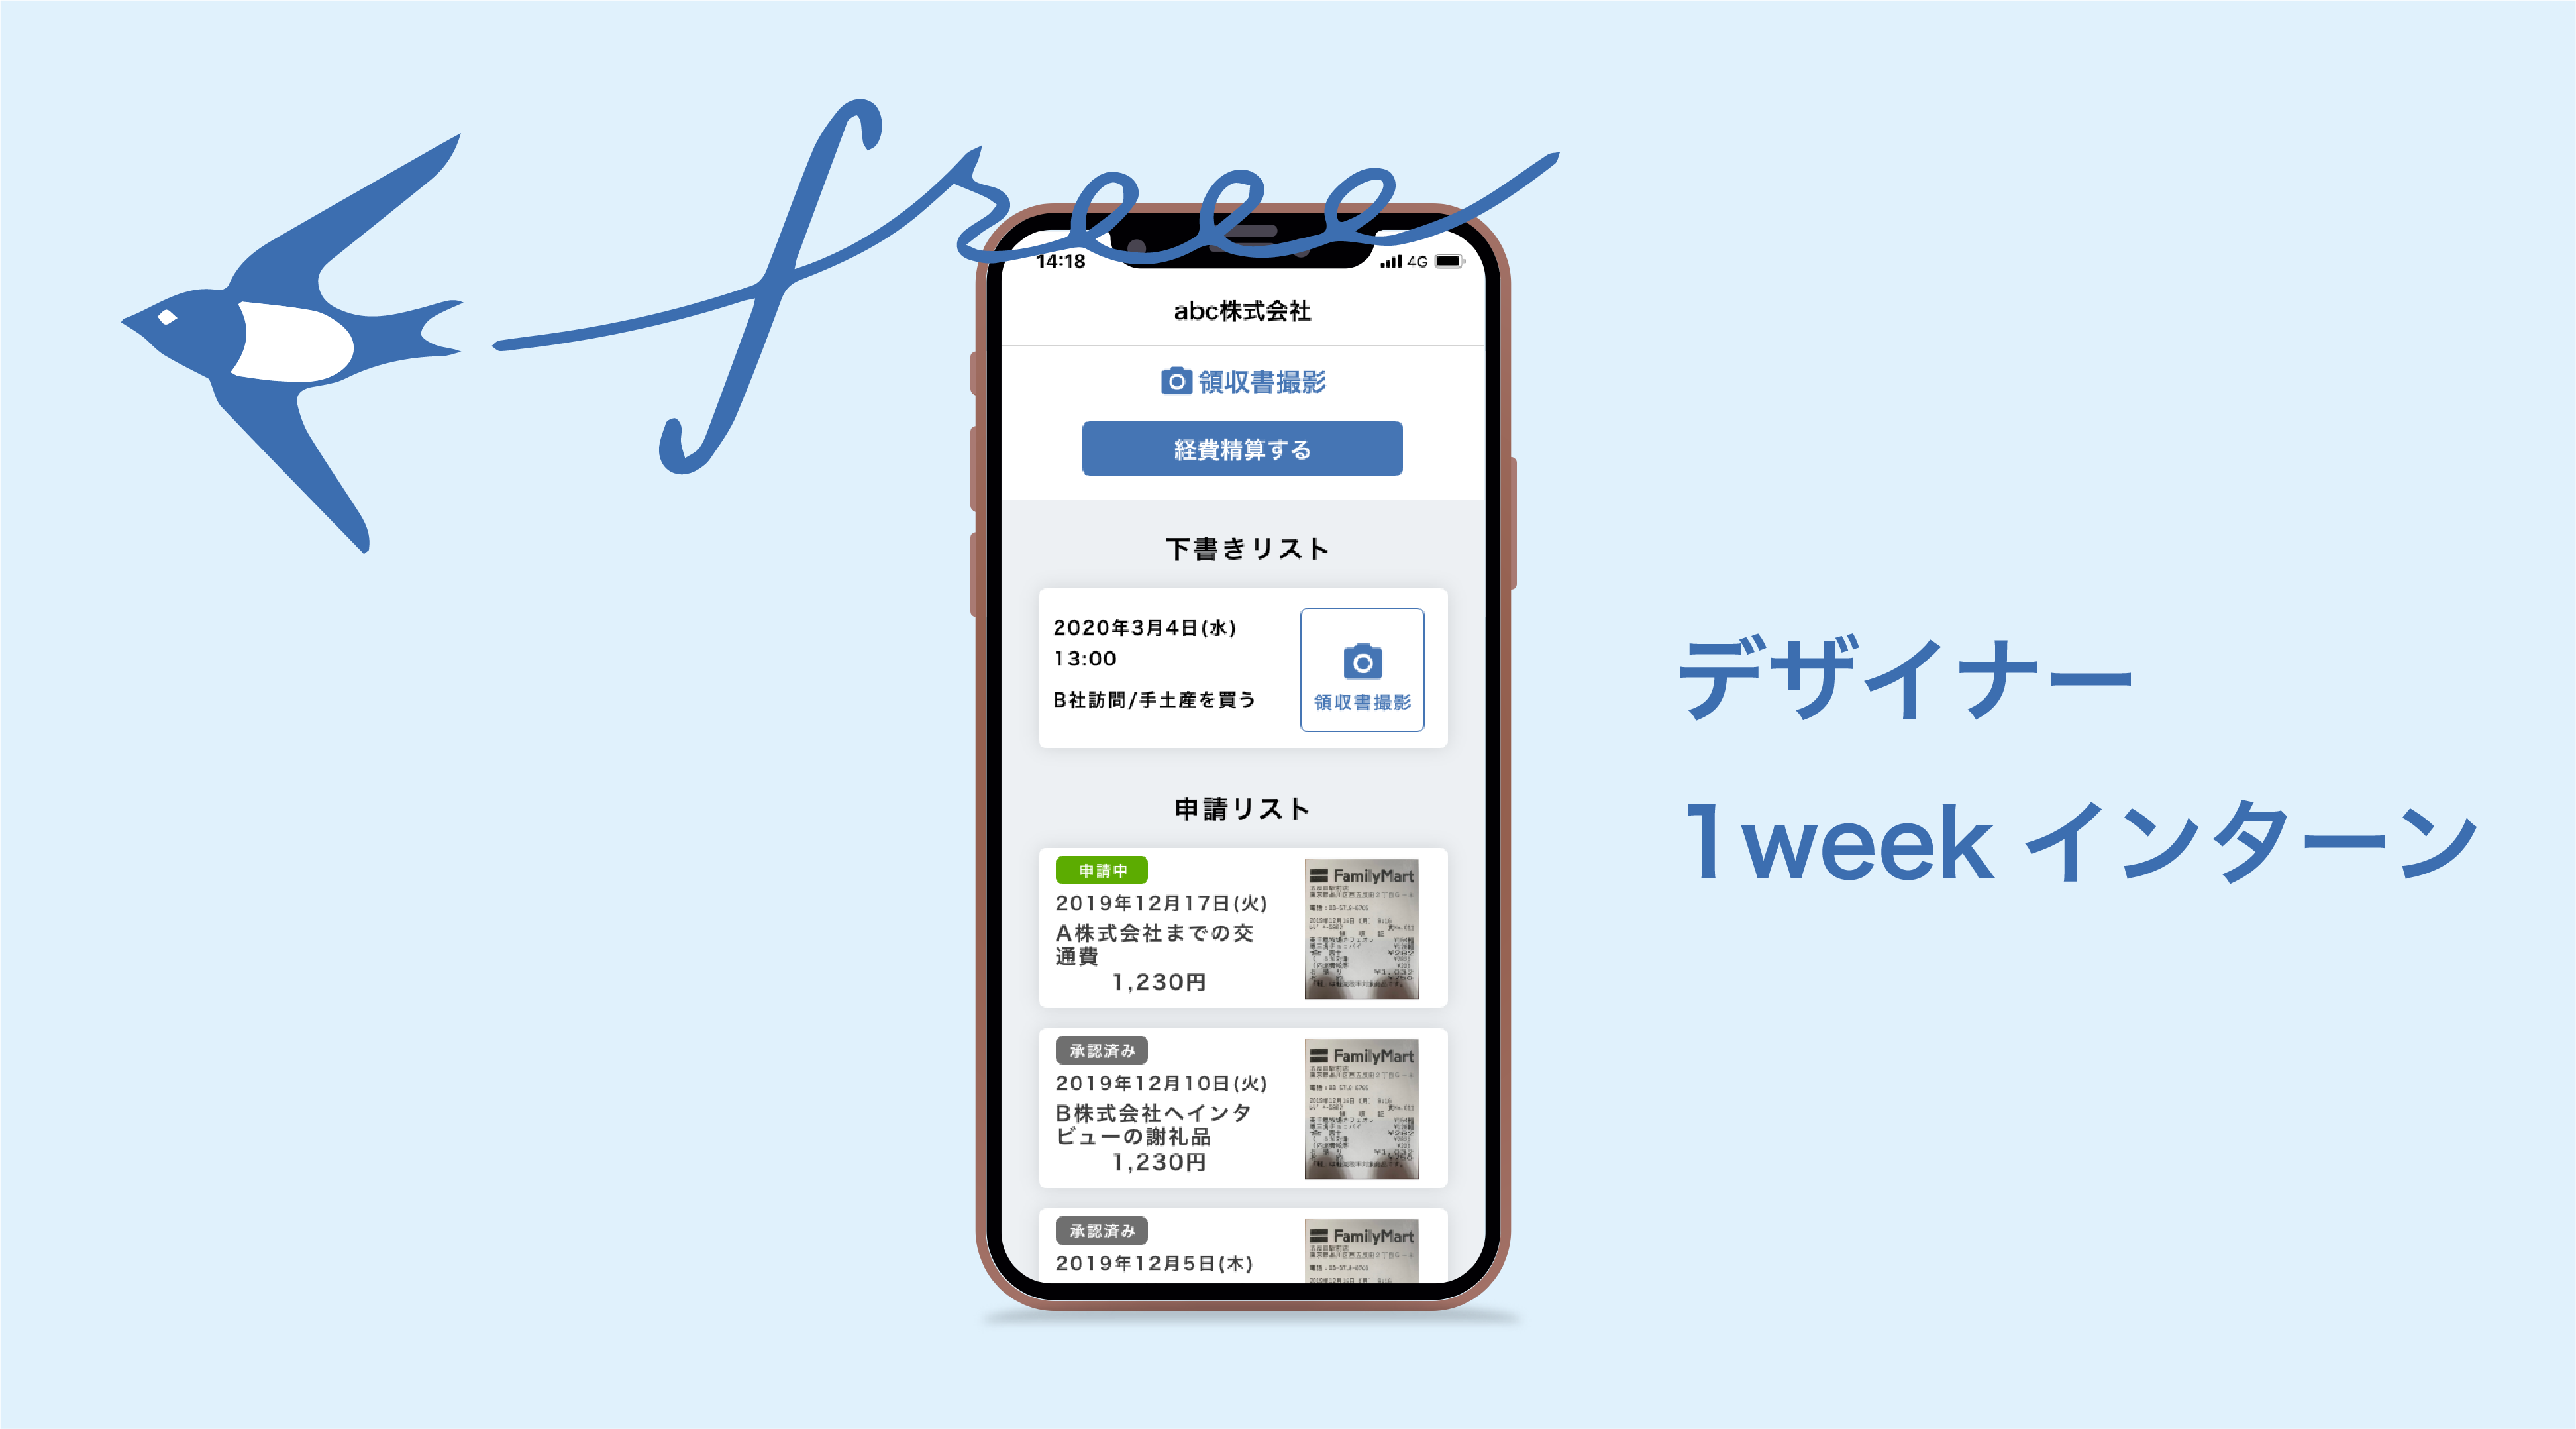 freee
14:18
4G
abc株式会社
領収書撮影
経費精算する
下書きリスト
2020年3月4日(水)
13:00
B社訪問/手土産を買う
領収書撮影
申請リスト
申請中
2019年12月17日(火)
A株式会社までの交
通費
1,230円
FamilyMart
承認済み
2019年12月10日(火)
B株式会社へインタ
ビューの謝礼品
1,230円
FamilyMart
承認済み
2019年12月5日(木)
FamilyMart
デザイナー
1week インターン